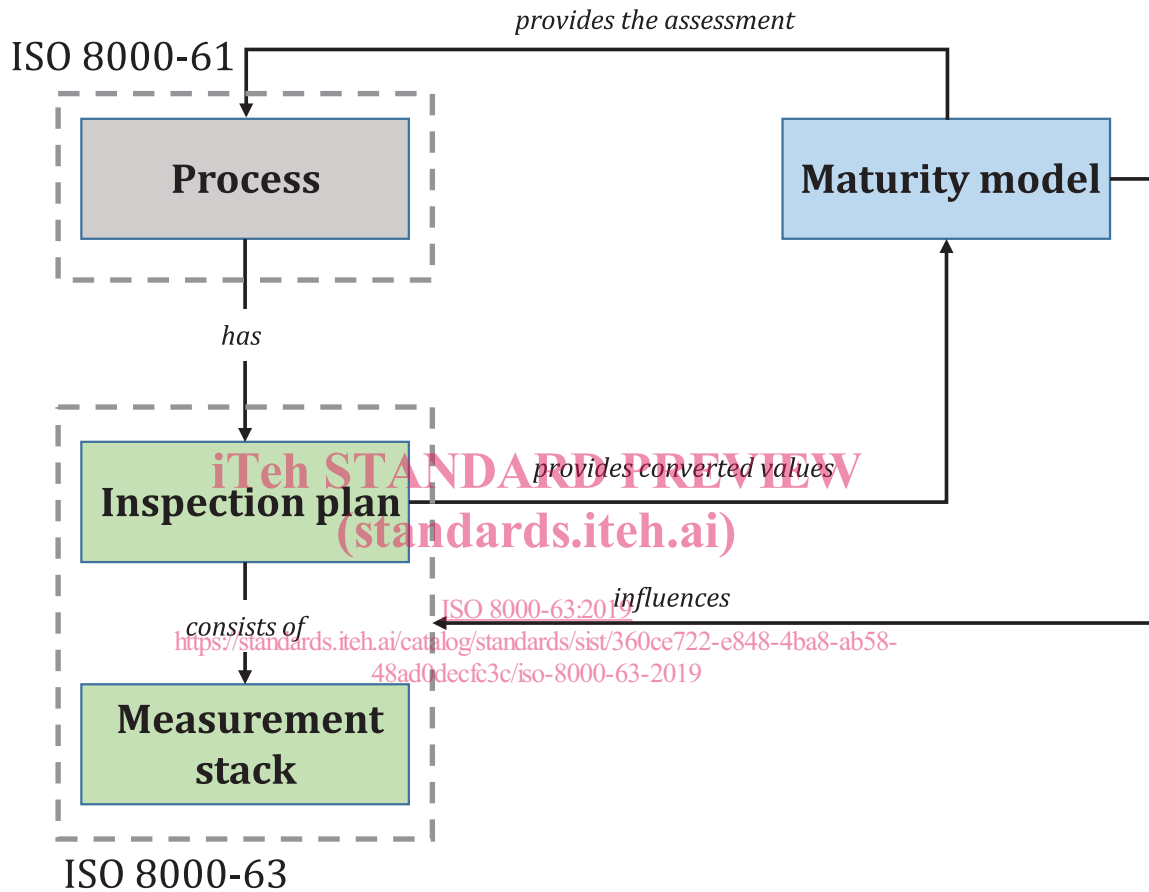 provides the assessment
ISO 8000-61
Process
Maturity model
has
iTeh STANDARD PREVIEW
provides converted values
Inspection plan
(standards.iteh.ai)
influences
ISO 8000-63:2019
consists of
https://standards.iteh.ai/catalog/standards/sist/360ce722-e848-4ba8-ab58-
48ad0decfc3c/iso-8000-63-2019
Measurement
stack
ISO 8000-63